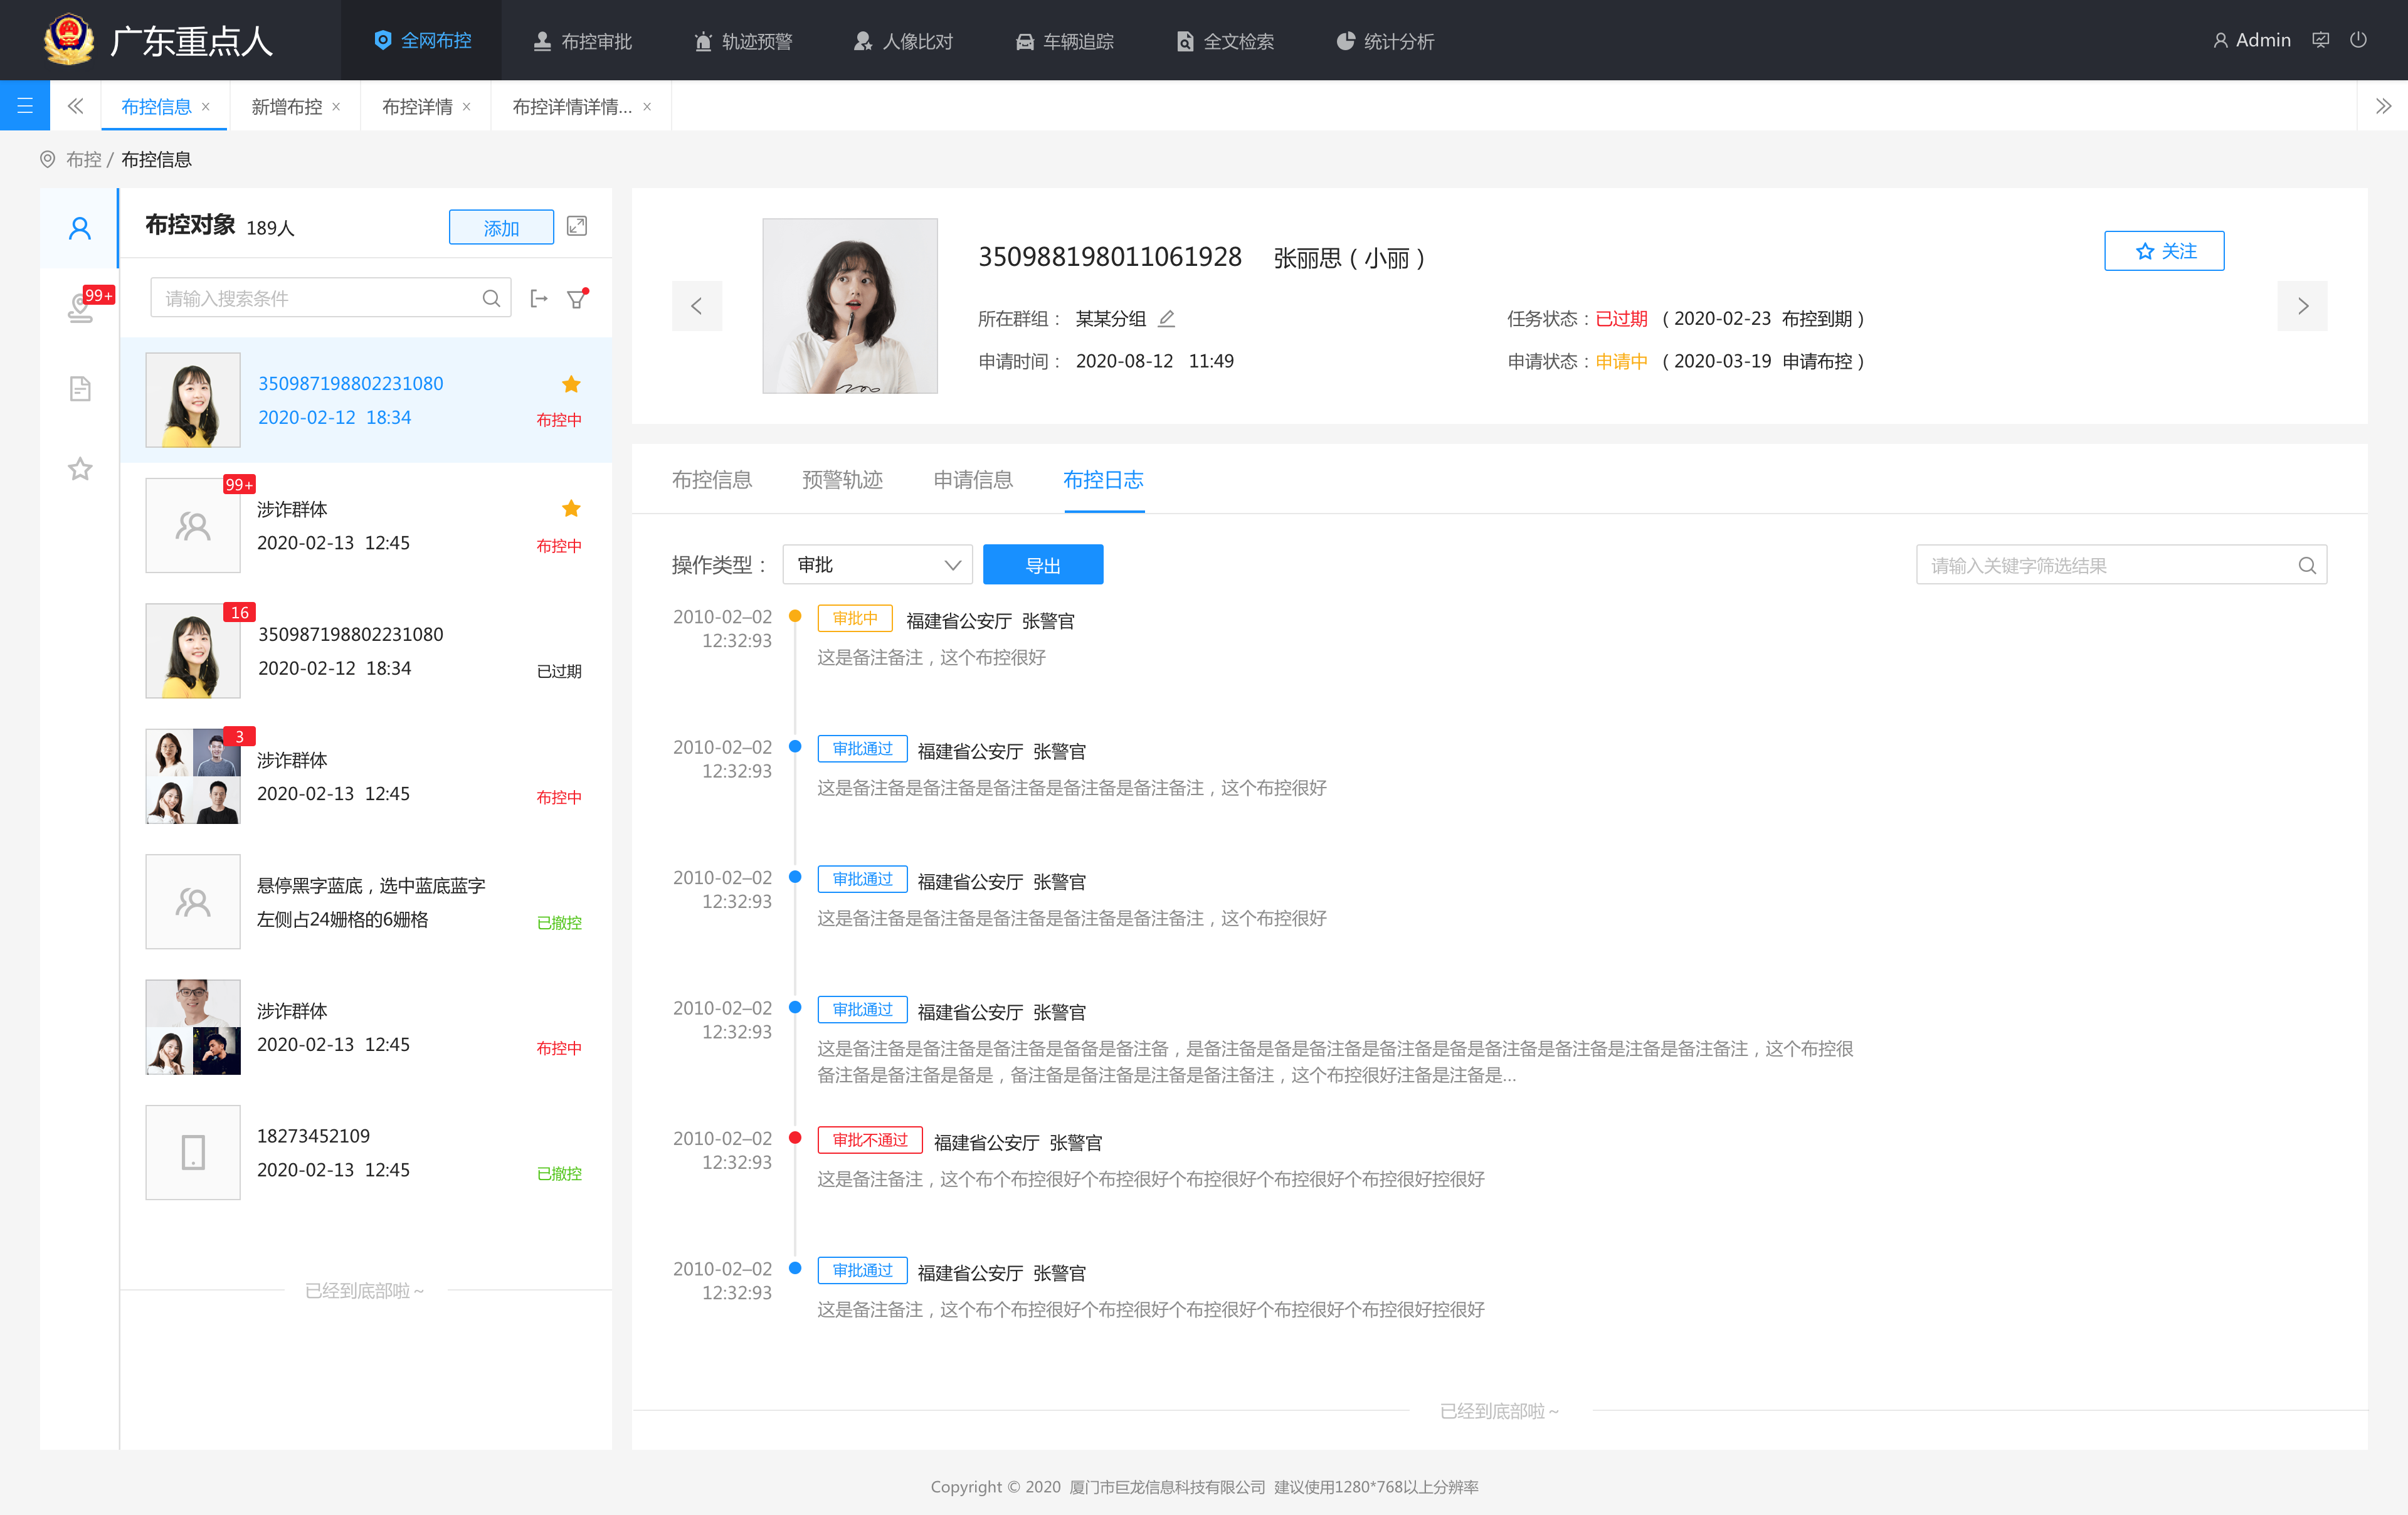 广东重点人
全网布控
布控审批
轨迹预警
人像比对
车辆追踪
全文检索
统计分析
Admin
布控信息 ×
新增布控 ×
布控详情 ×
布控详情详情... ×
布控 / 布控信息
布控对象 189人
添加
99+
请输入搜索条件
350987198802231080
2020-02-12 18:34
布控中
99+
涉诈群体
2020-02-13 12:45
布控中
16
350987198802231080
2020-02-12 18:34
已过期
3
涉诈群体
2020-02-13 12:45
布控中
悬停黑字蓝底，选中蓝底蓝字
左侧占24姗格的6姗格
已撤控
涉诈群体
2020-02-13 12:45
布控中
18273452109
2020-02-13 12:45
已撤控
已经到底部啦～
350988198011061928 张丽思（小丽）
关注
所在群组： 某某分组
任务状态：已过期 （2020-02-23 布控到期）
申请时间： 2020-08-12 11:49
申请状态：申请中 （2020-03-19 申请布控）
布控信息
预警轨迹
申请信息
布控日志
操作类型： 审批
导出
请输入关键字筛选结果
2010-02–02
12:32:93
审批中 福建省公安厅 张警官
这是备注备注，这个布控很好
2010-02–02
12:32:93
审批通过 福建省公安厅 张警官
这是备注备是备注备是备注备是备注备是备注备注，这个布控很好
2010-02–02
12:32:93
审批通过 福建省公安厅 张警官
这是备注备是备注备是备注备是备注备是备注备注，这个布控很好
2010-02–02
12:32:93
审批通过 福建省公安厅 张警官
这是备注备是备注备是备注备是备备是备注备，是备注备是备是备注备是备注备是备是备注备是备注备是注备是备注备注，这个布控很
备注备是备注备是备是，备注备是备注备是注备是备注备注，这个布控很好注备是注备是...
2010-02–02
12:32:93
审批不通过 福建省公安厅 张警官
这是备注备注，这个布个布控很好个布控很好个布控很好个布控很好个布控很好控很好
2010-02–02
12:32:93
审批通过 福建省公安厅 张警官
这是备注备注，这个布个布控很好个布控很好个布控很好个布控很好个布控很好控很好
已经到底部啦～
Copyright © 2020 厦门市巨龙信息科技有限公司 建议使用1280*768以上分辨率